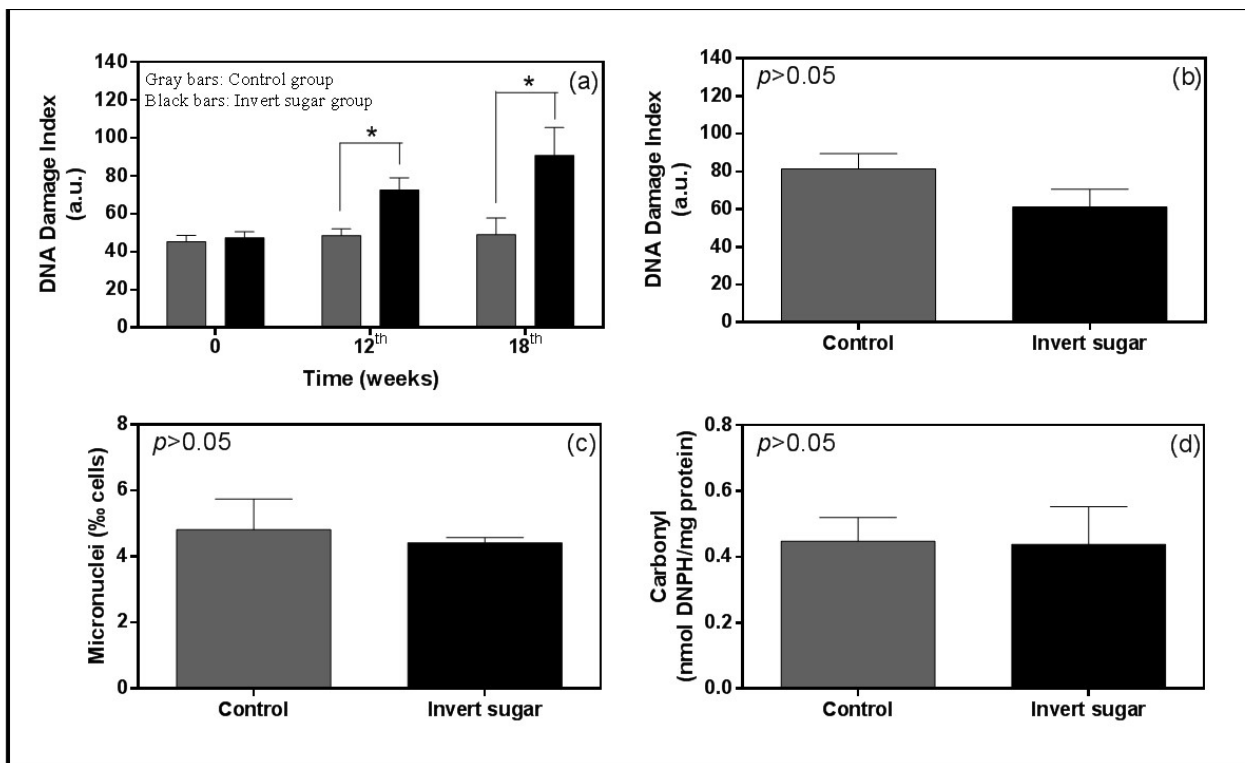 140
120
100
80
60
40
20
0
DNA Damage Index
(a.u.)
Gray bars: Control group
Black bars: Invert sugar group
(a)
*
*
0
12th
18th
Time (weeks)
140
120
100
80
60
40
20
0
DNA Damage Index
(a.u.)
p>0.05
(b)
Control
Invert sugar
8
6
4
2
0
Micronuclei (‰ cells)
p>0.05
(c)
Control
Invert sugar
0.8
0.6
0.4
0.2
0.0
Carbonyl
(nmol DNPH/mg protein)
p>0.05
(d)
Control
Invert sugar